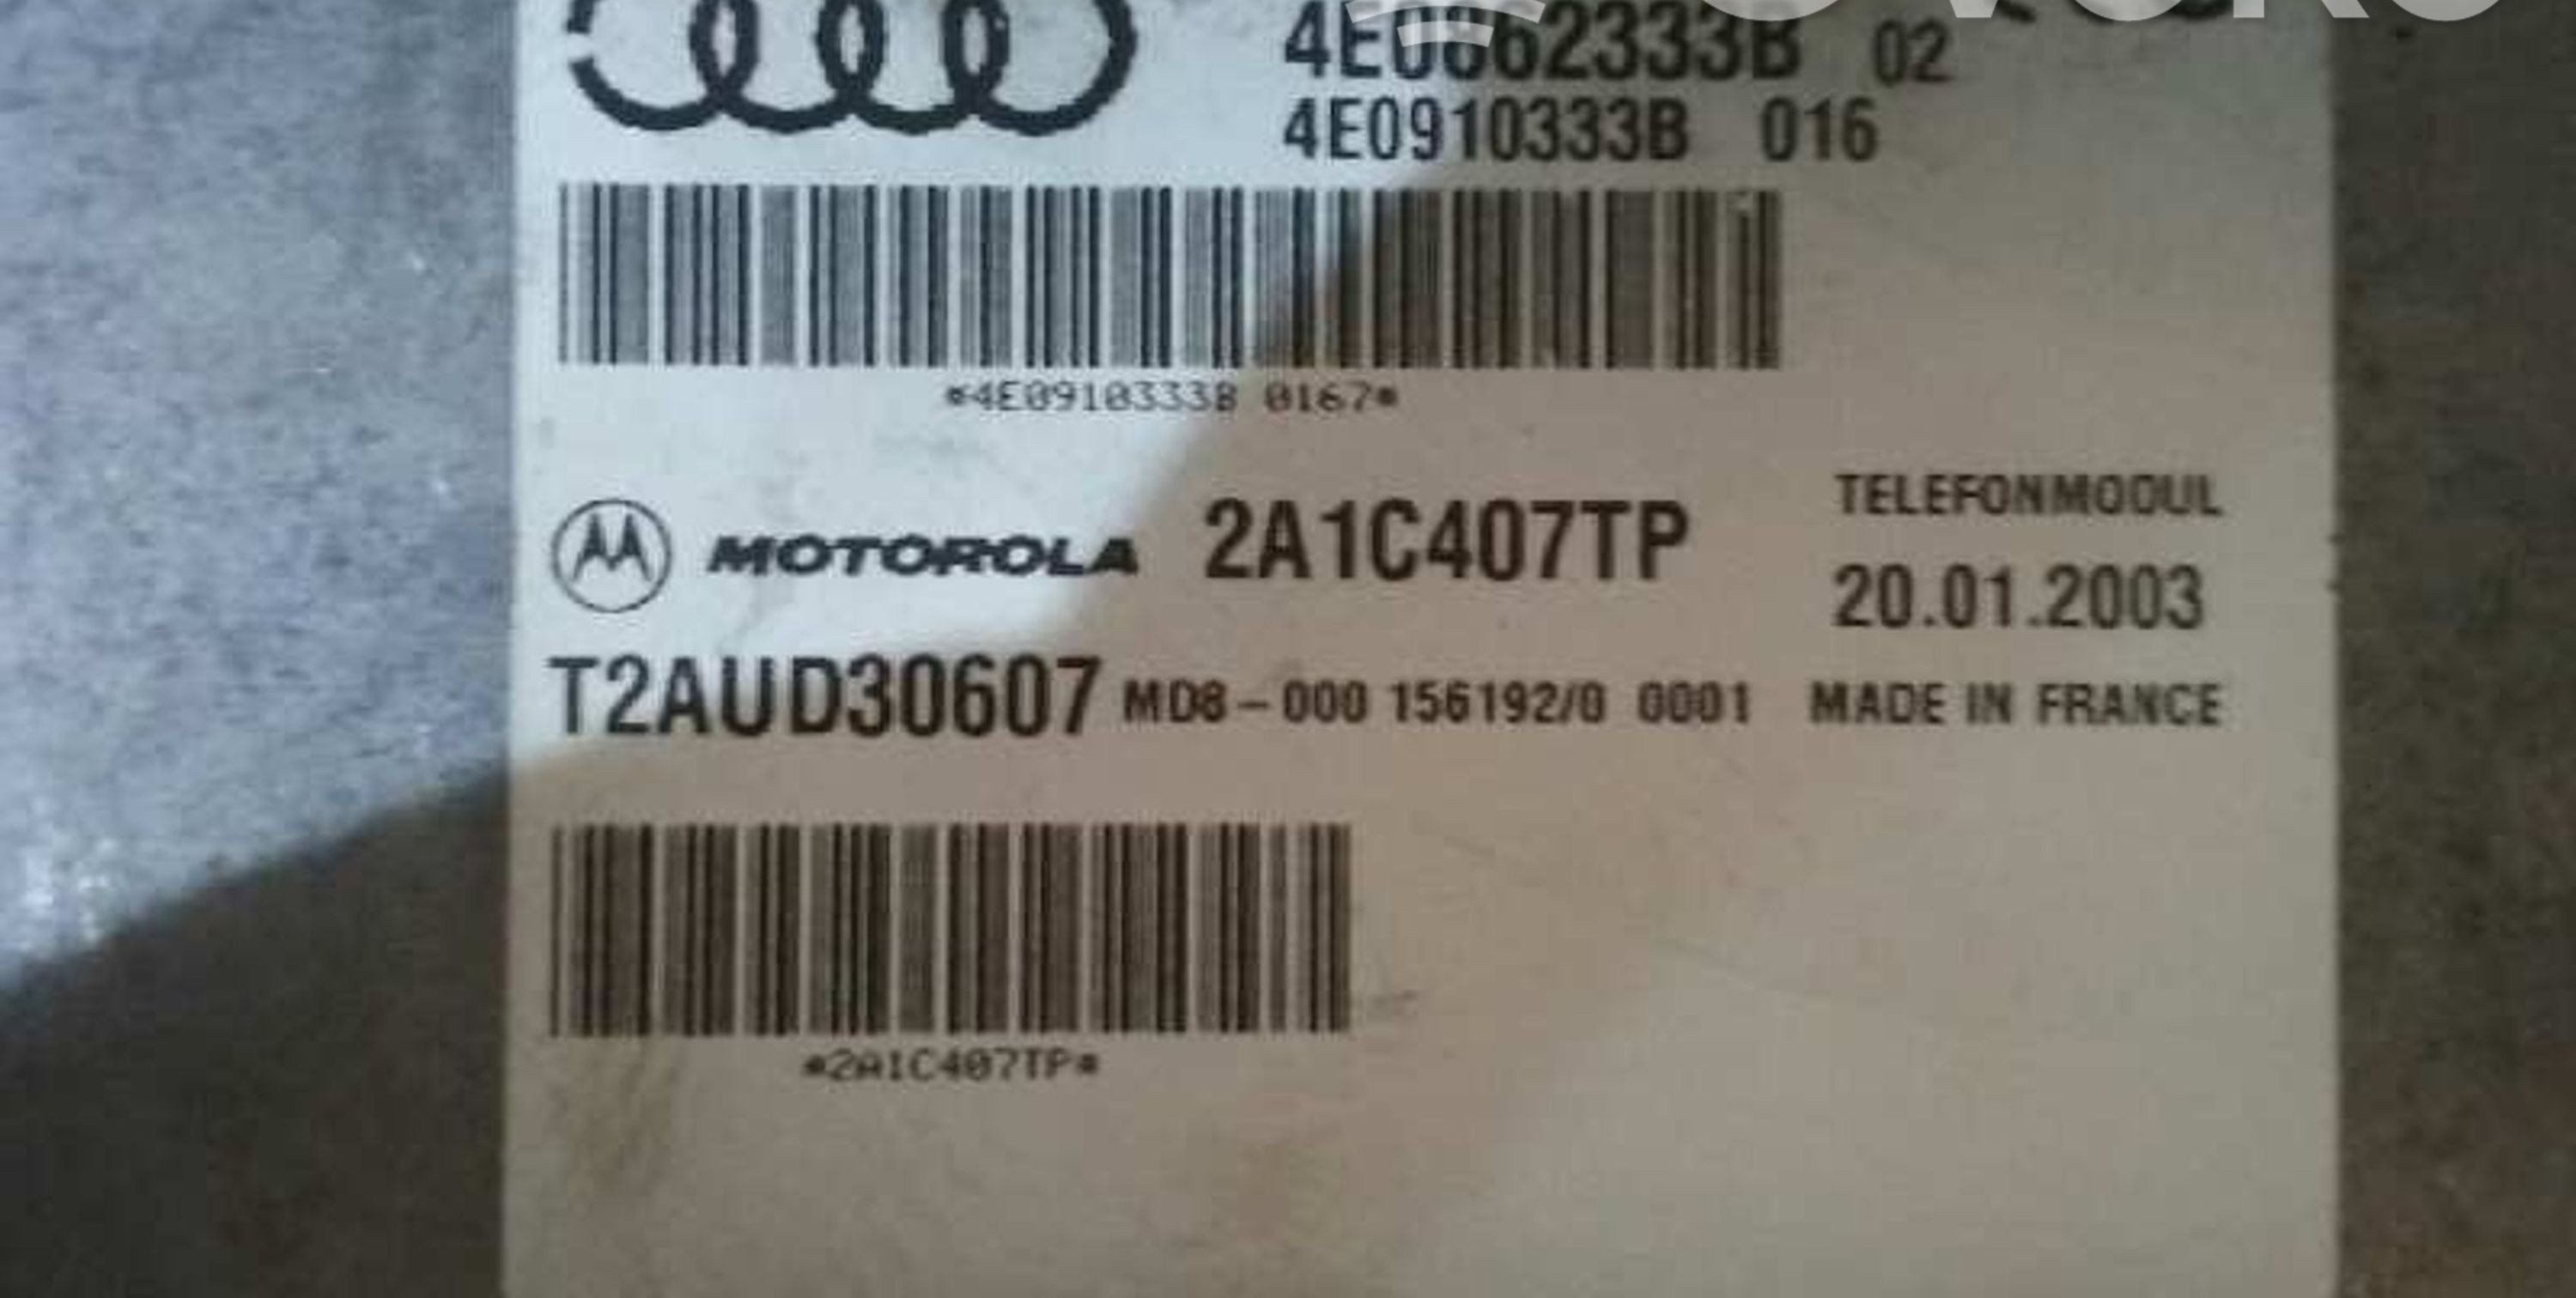 4E0862333B 02
4E0910333B 016
*4E0910333B 0167*
MOTOROLA 2A1C407TP TELEFONMODUL
20.01.2003
T2AUD30607 MD8-000 156192/0 0001 MADE IN FRANCE
*2A1C407TP*